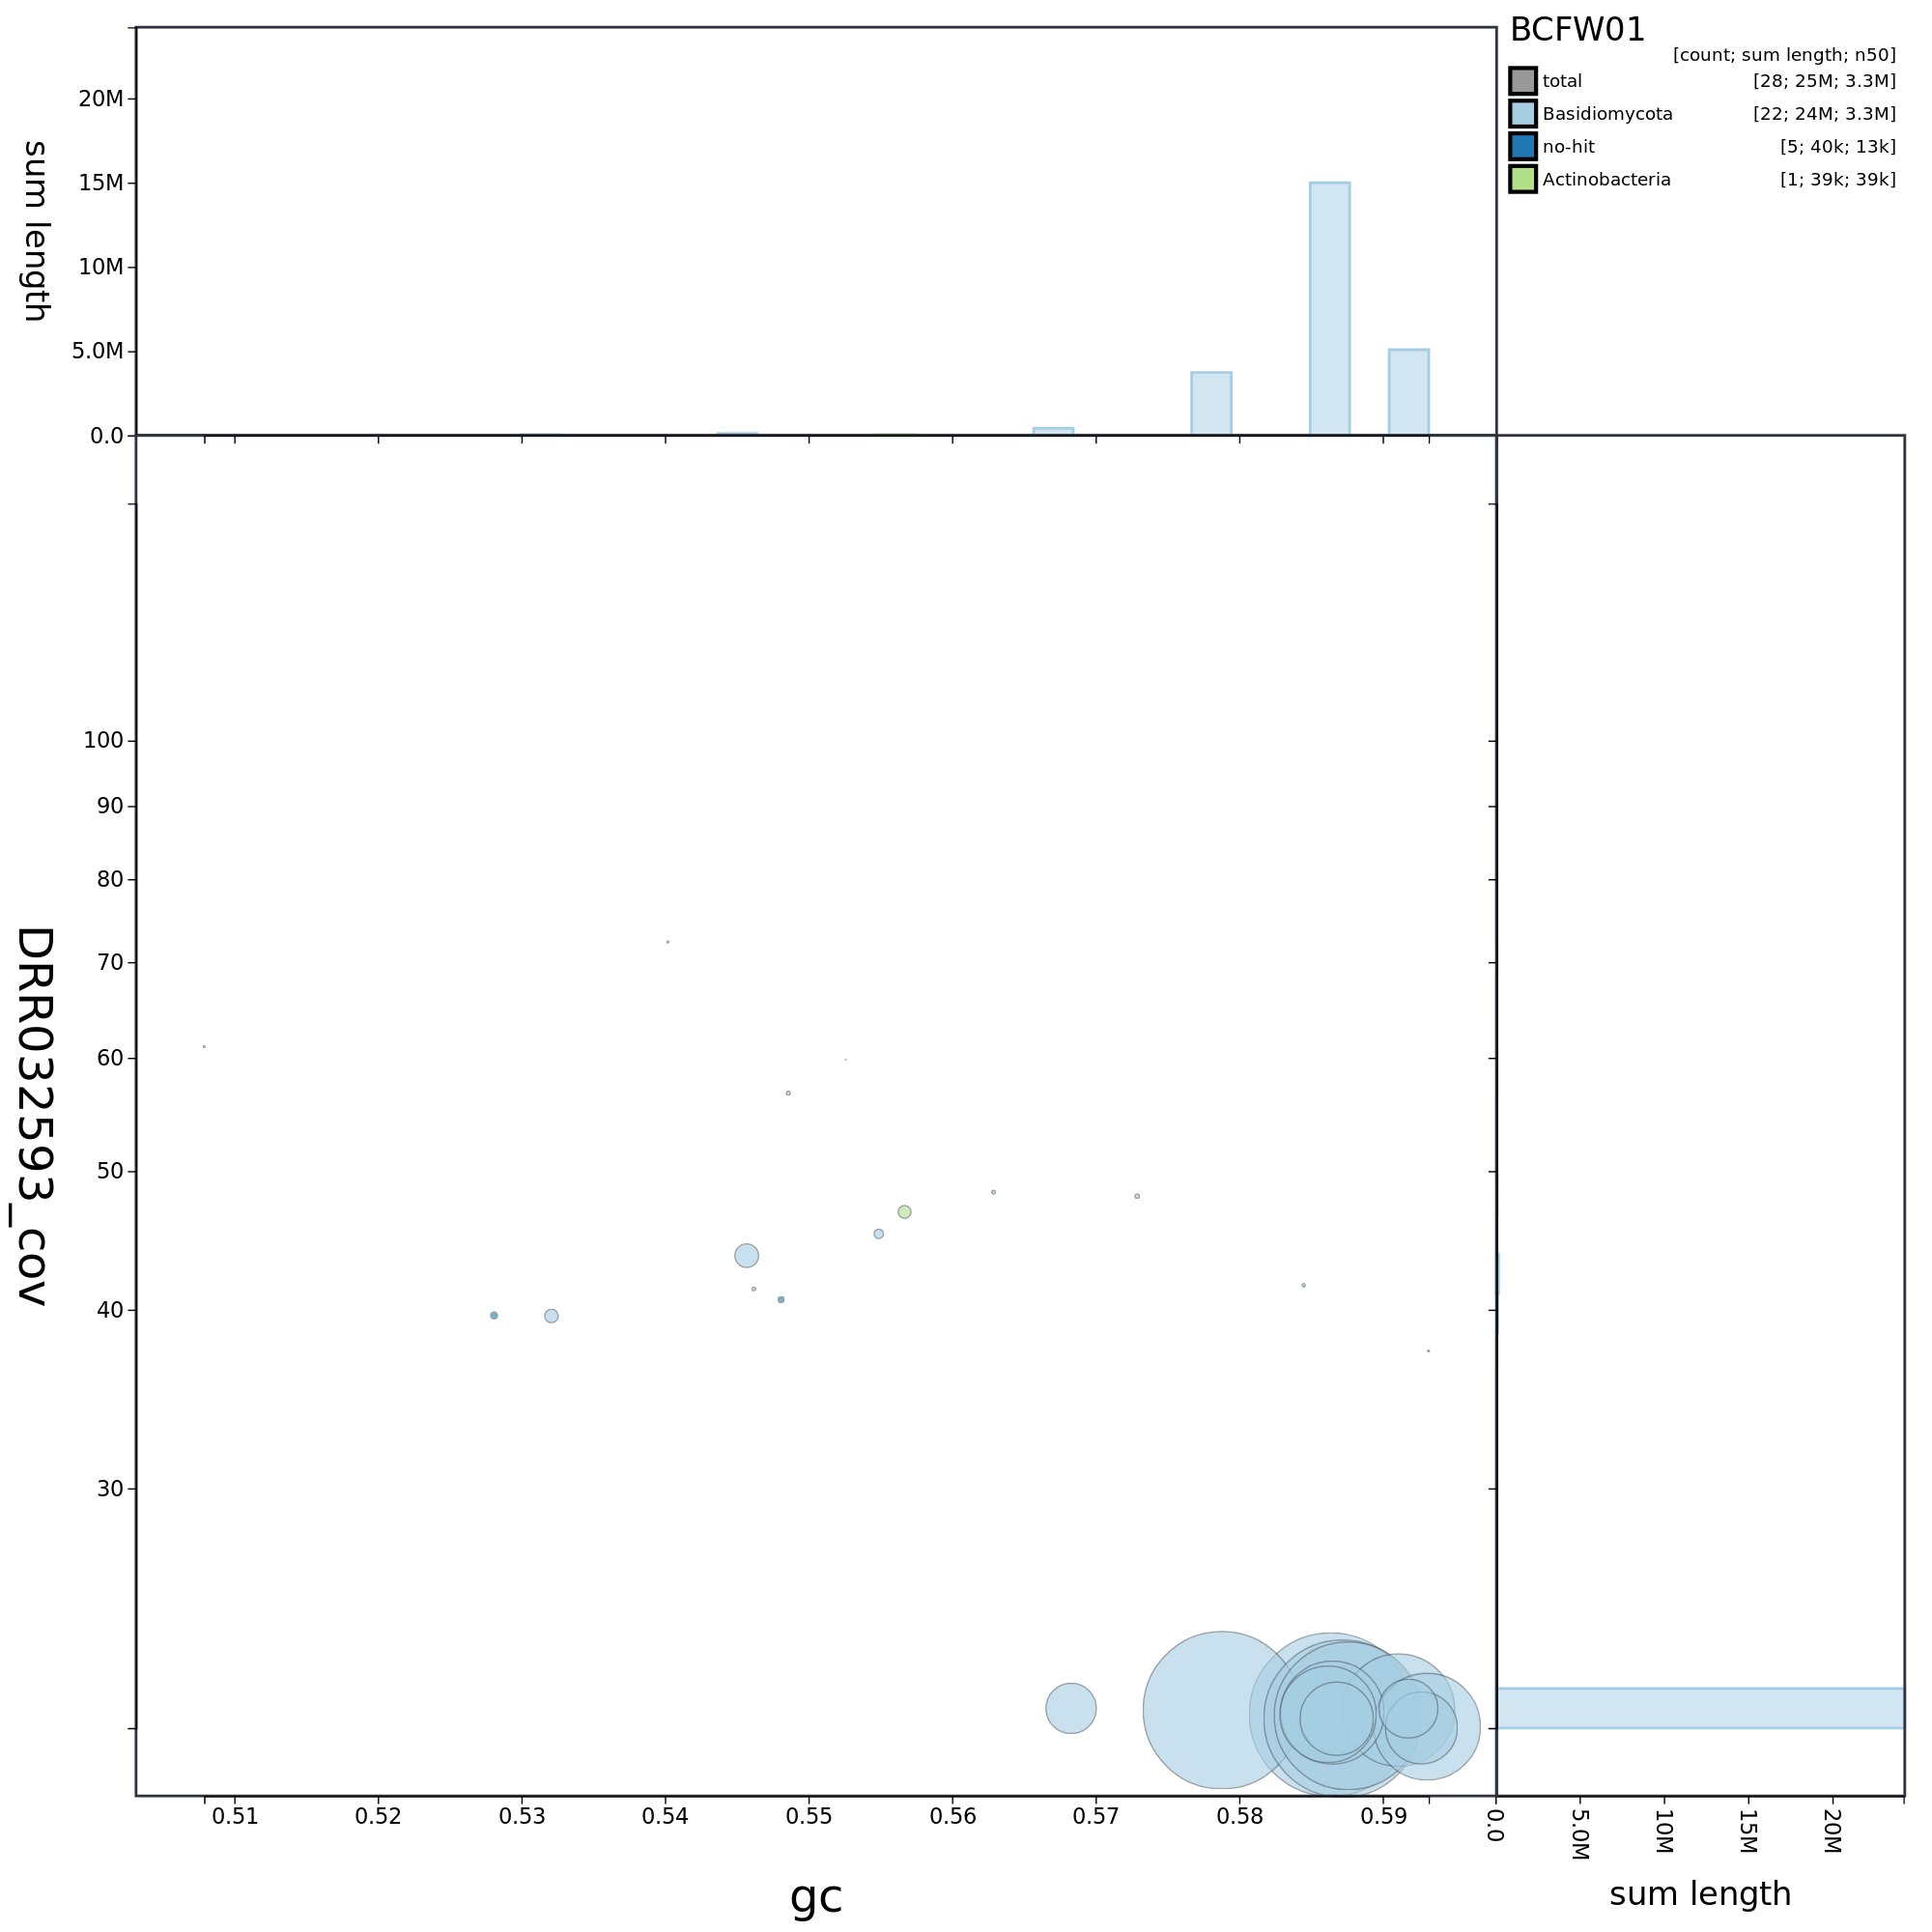 BCFW01
[count; sum length; n50]
total [28; 25M; 3.3M]
Basidiomycota [22; 24M; 3.3M]
no-hit [5; 40k; 13k]
Actinobacteria [1; 39k; 39k]
sum length
20M
15M
10M
5.0M
0.0
DRR032593_cov
100
90
80
70
60
50
40
30
0.51 0.52 0.53 0.54 0.55 0.56 0.57 0.58 0.59
gc
0.0 5.0M 10M 15M 20M
sum length